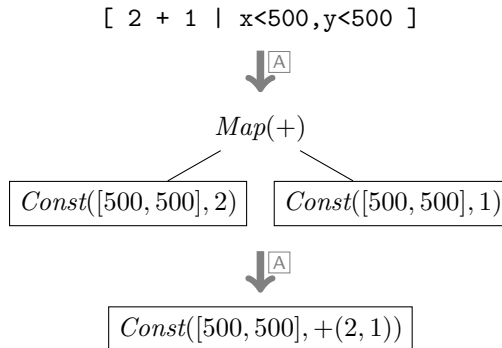 [ 2 + 1 | x<500,y<500 ]
A
Map(+)
Const([500, 500], 2) Const([500, 500], 1)
A
Const([500, 500], +(2, 1))